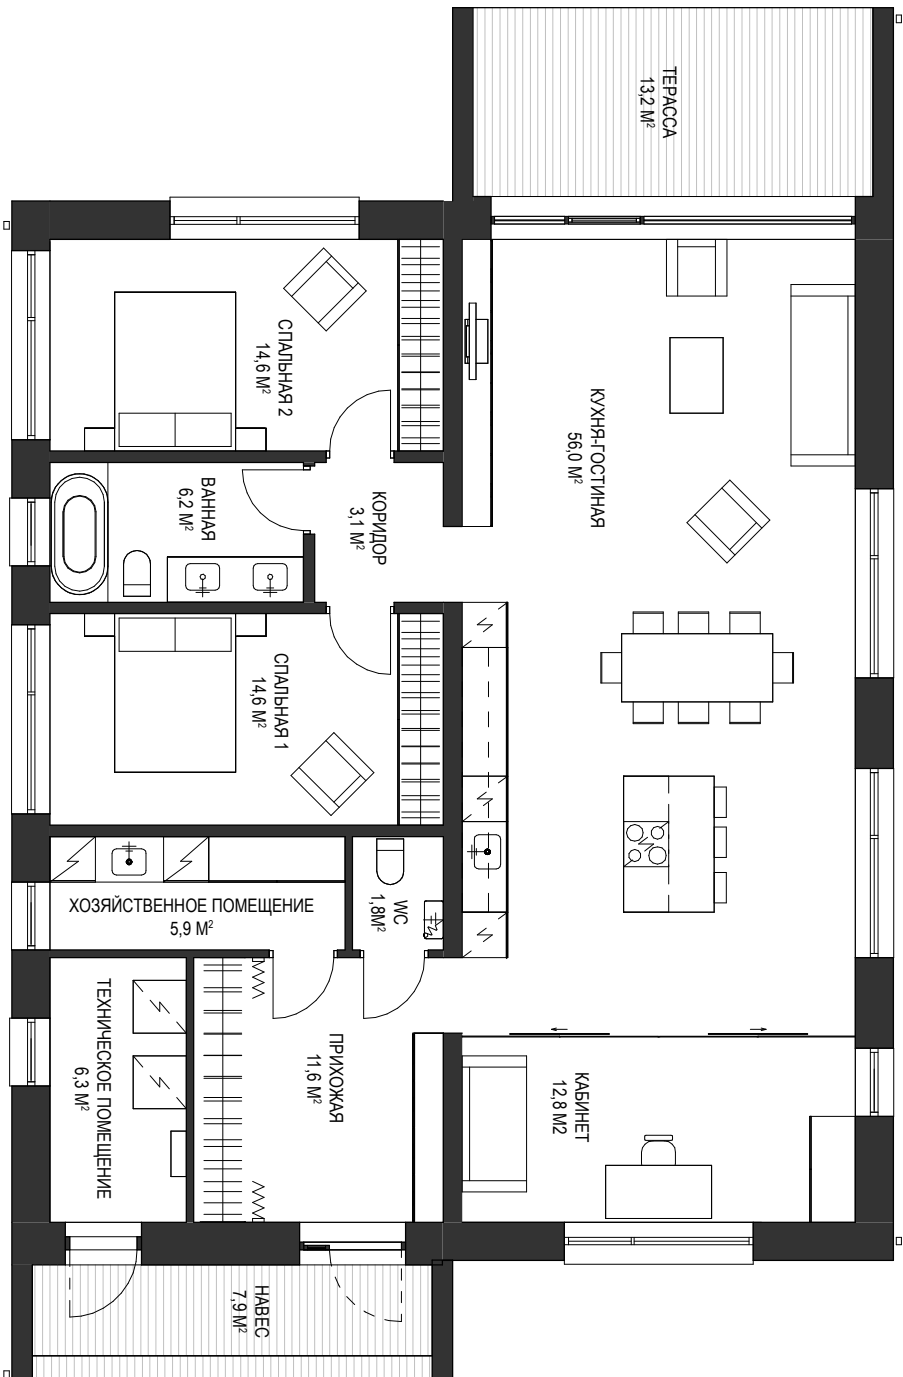 ТЕРАССА
13,2 М²
СПАЛЬНАЯ 2
14,6 М²
КУХНЯ-ГОСТИНАЯ
56,0 М²
ВАННАЯ
6,2 М²
КОРИДОР
3,1 М²
СПАЛЬНАЯ 1
14,6 М²
ХОЗЯЙСТВЕННОЕ ПОМЕЩЕНИЕ
5,9 М²
WC
1,8М²
ТЕХНИЧЕСКОЕ ПОМЕЩЕНИЕ
6,3 М²
ПРИХОЖАЯ
11,6 М²
КАБИНЕТ
12,8 М2
НАВЕС
7,9 М²